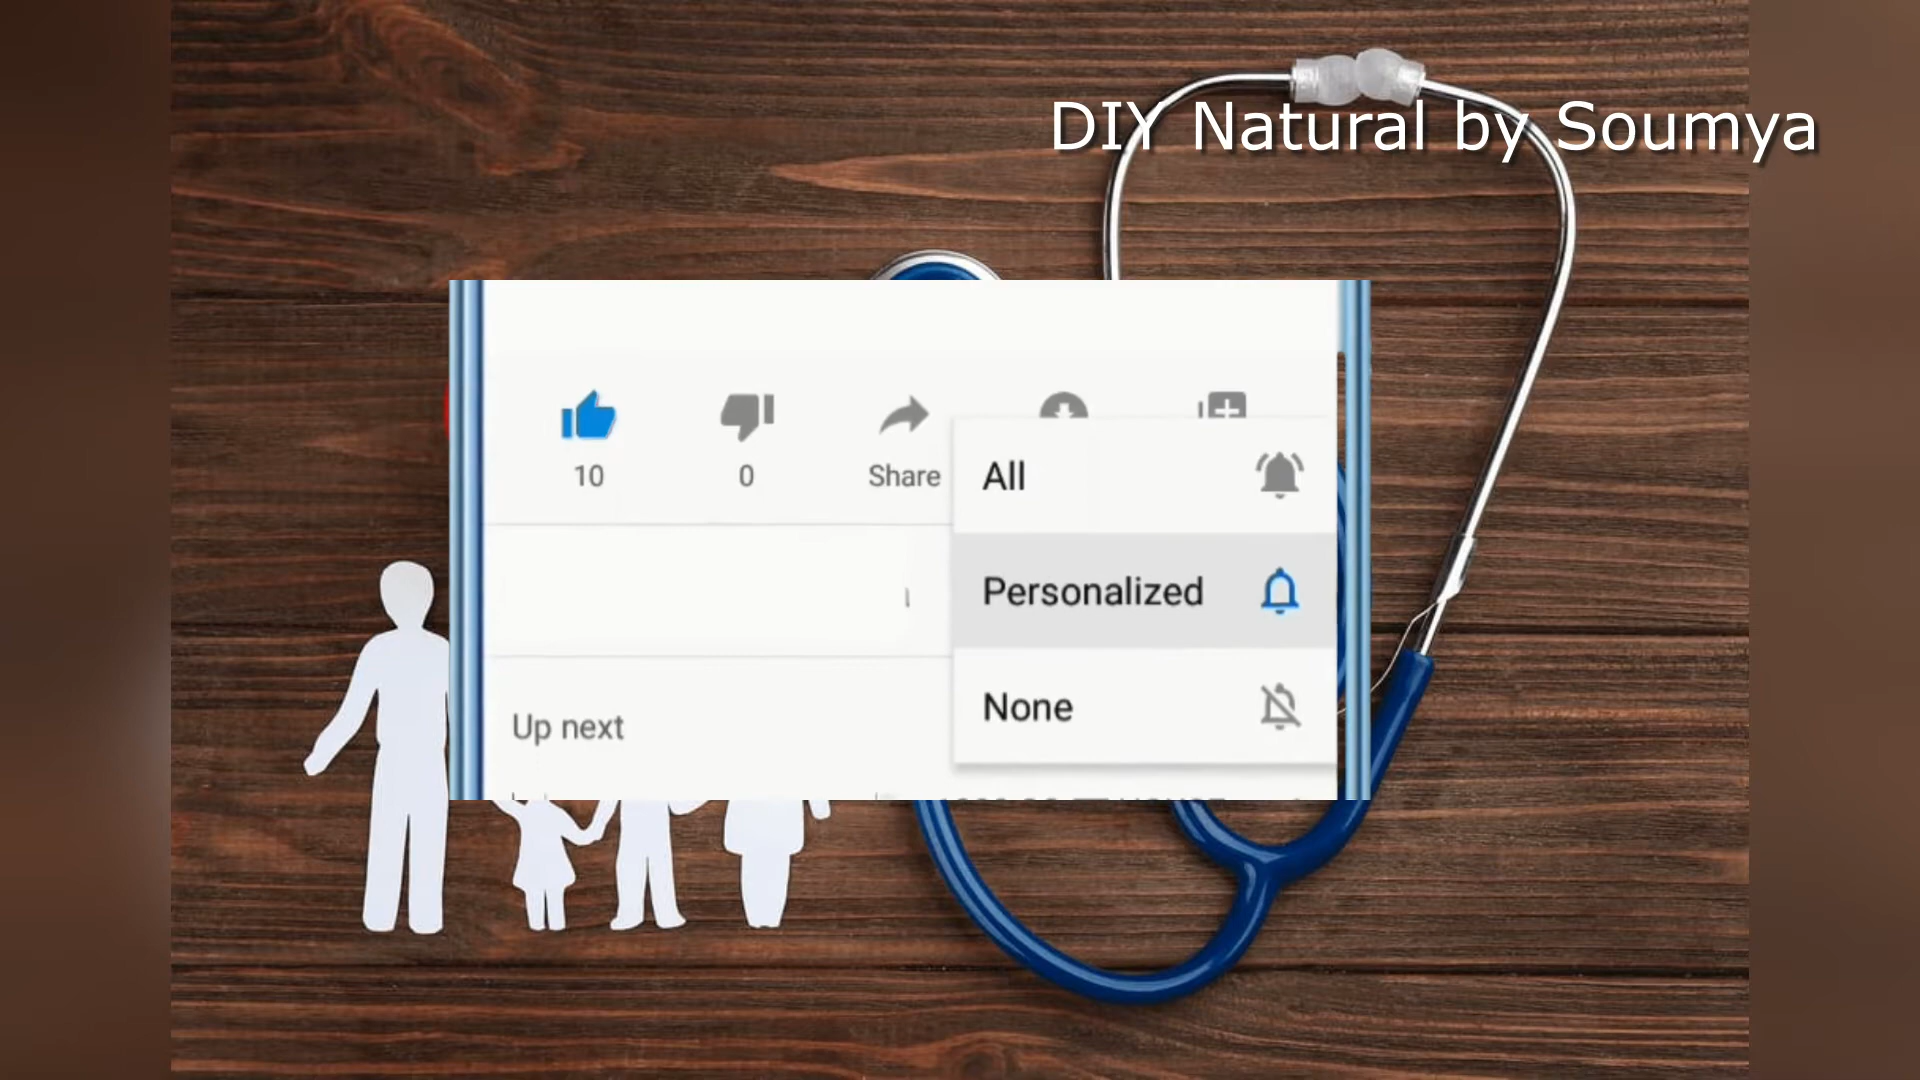 DIY Natural by Soumya
10
0
Share
All
Personalized
None
Up next